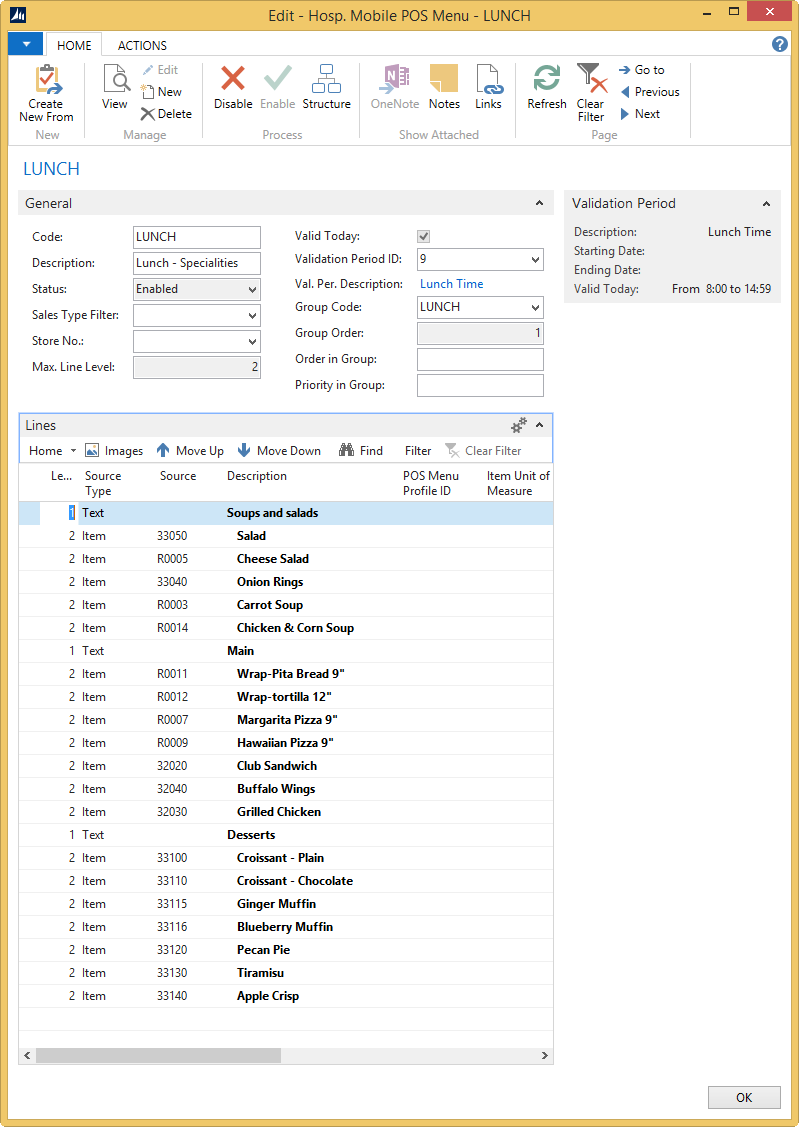 Edit - Hosp. Mobile POS Menu - LUNCH
HOME ACTIONS
Create New From
View
Edit
New
Delete
Disable
Enable
Structure
OneNote
Notes
Links
Refresh
Clear Filter
Go to
Previous
Next
New
Manage
Process
Show Attached
Page
LUNCH
General
Code: LUNCH
Description: Lunch - Specialities
Status: Enabled
Sales Type Filter:
Store No.:
Max. Line Level: 2
Valid Today:
Validation Period ID: 9
Val. Per. Description: Lunch Time
Group Code: LUNCH
Group Order: 1
Order in Group:
Priority in Group:
Validation Period
Description: Lunch Time
Starting Date:
Ending Date:
Valid Today: From 8:00 to 14:59
Lines
Home Images Move Up Move Down Find Filter Clear Filter
Le... Source Type Source Description POS Menu Profile ID Item Unit of Measure
1 Text Soups and salads
2 Item 33050 Salad
2 Item R0005 Cheese Salad
2 Item 33040 Onion Rings
2 Item R0003 Carrot Soup
2 Item R0014 Chicken & Corn Soup
1 Text Main
2 Item R0011 Wrap-Pita Bread 9"
2 Item R0012 Wrap-tortilla 12"
2 Item R0007 Margarita Pizza 9"
2 Item R0009 Hawaiian Pizza 9"
2 Item 32020 Club Sandwich
2 Item 32040 Buffalo Wings
2 Item 32030 Grilled Chicken
1 Text Desserts
2 Item 33100 Croissant - Plain
2 Item 33110 Croissant - Chocolate
2 Item 33115 Ginger Muffin
2 Item 33116 Blueberry Muffin
2 Item 33120 Pecan Pie
2 Item 33130 Tiramisu
2 Item 33140 Apple Crisp
OK